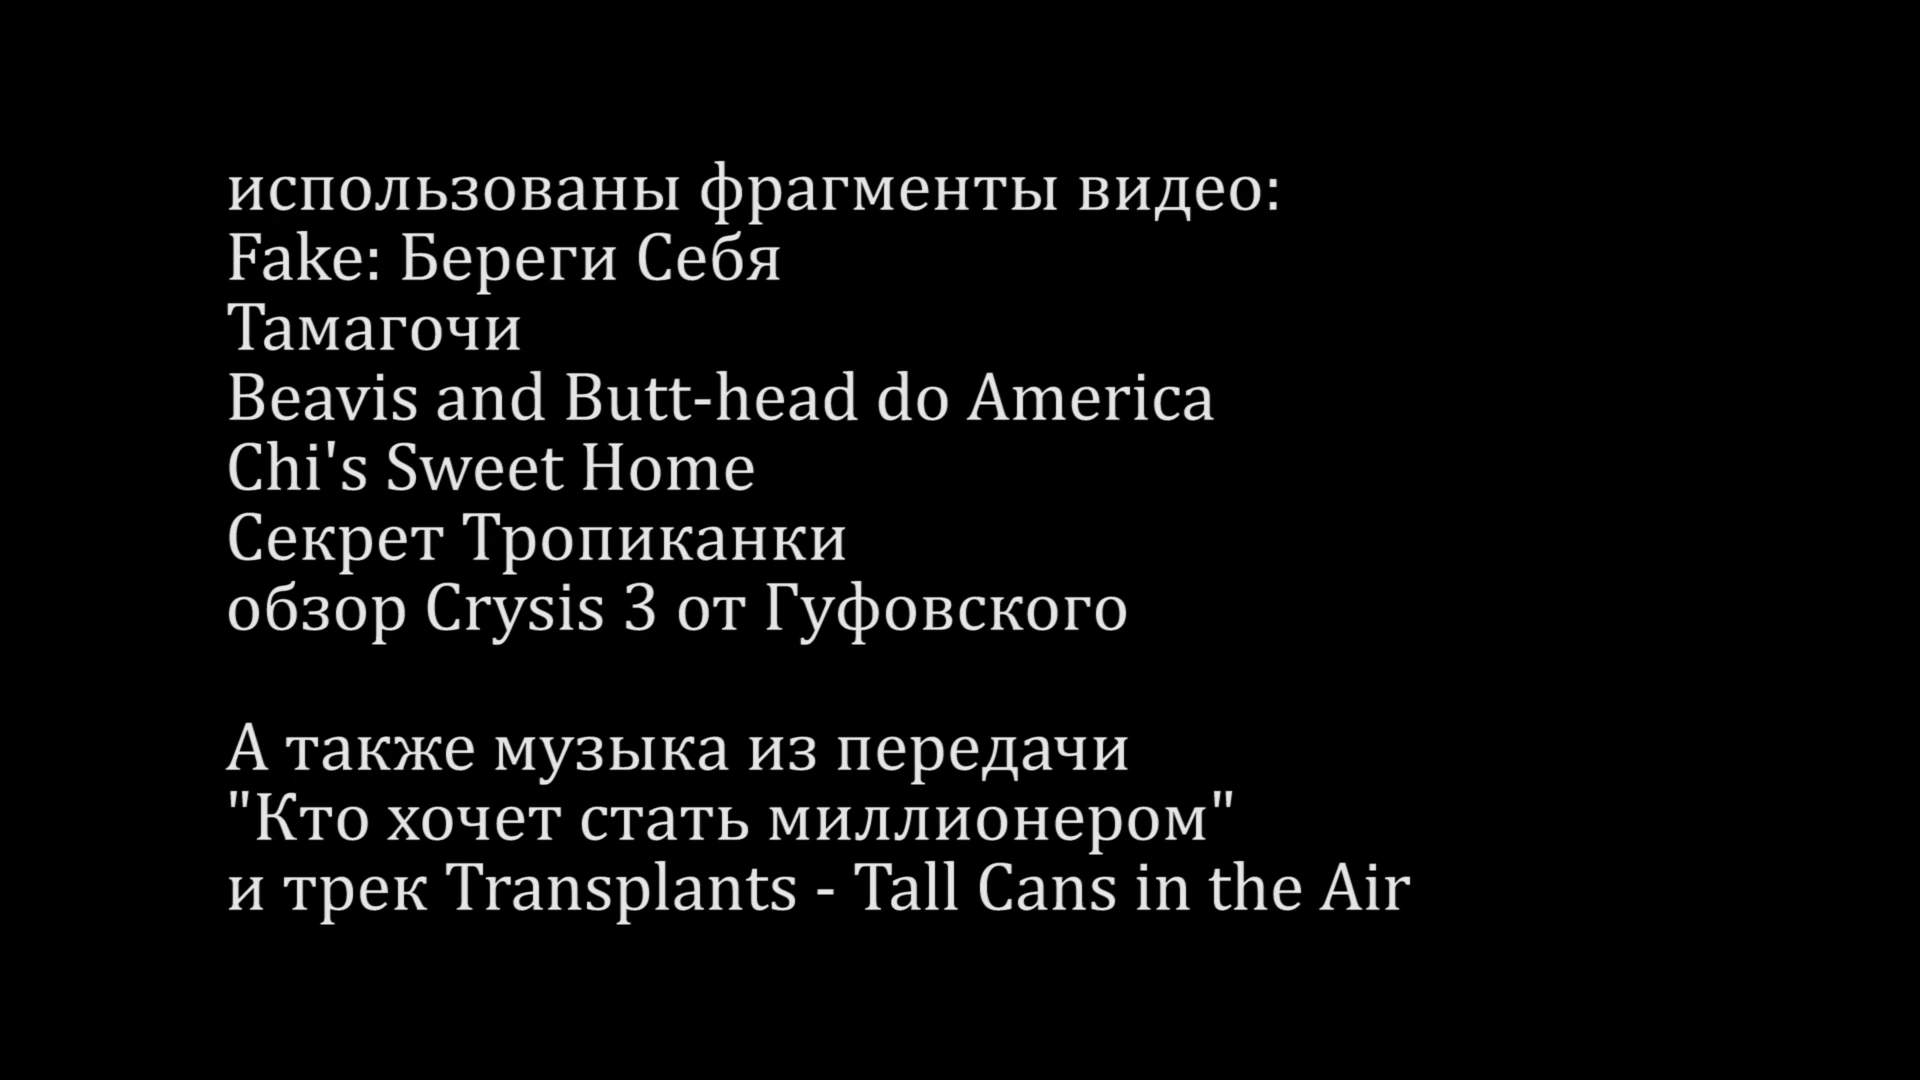 использованы фрагменты видео:
Fake: Береги Себя
Тамагочи
Beavis and Butt-head do America
Chi's Sweet Home
Секрет Тропиканки
обзор Crysis 3 от Гуфовского
А также музыка из передачи
"Кто хочет стать миллионером"
и трек Transplants - Tall Cans in the Air